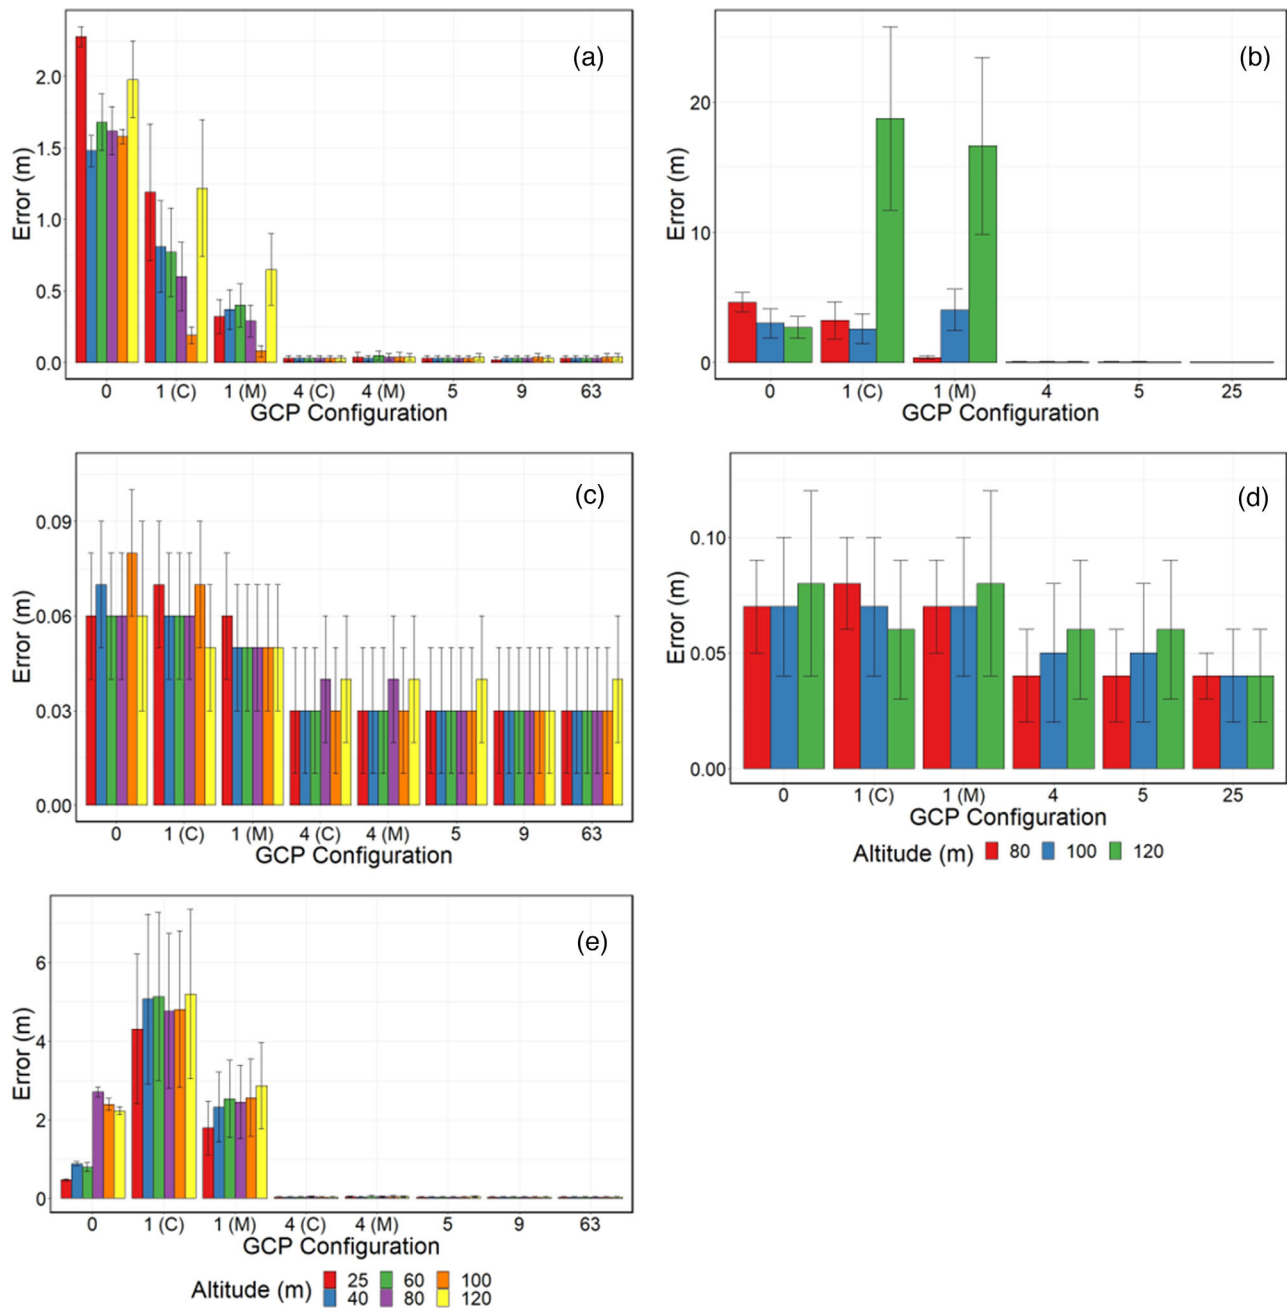 (a)
Error (m)
2.0
1.5
1.0
0.5
0.0
0 1 (C) 1 (M) 4 (C) 4 (M) 5 9 63
GCP Configuration
(b)
Error (m)
20
10
0
0 1 (C) 1 (M) 4 5 25
GCP Configuration
(c)
Error (m)
0.09
0.06
0.03
0.00
0 1 (C) 1 (M) 4 (C) 4 (M) 5 9 63
GCP Configuration
(d)
Error (m)
0.10
0.05
0.00
0 1 (C) 1 (M) 4 5 25
GCP Configuration
Altitude (m) 80 100 120
(e)
Error (m)
6
4
2
0
0 1 (C) 1 (M) 4 (C) 4 (M) 5 9 63
GCP Configuration
Altitude (m)
25 60 100
40 80 120